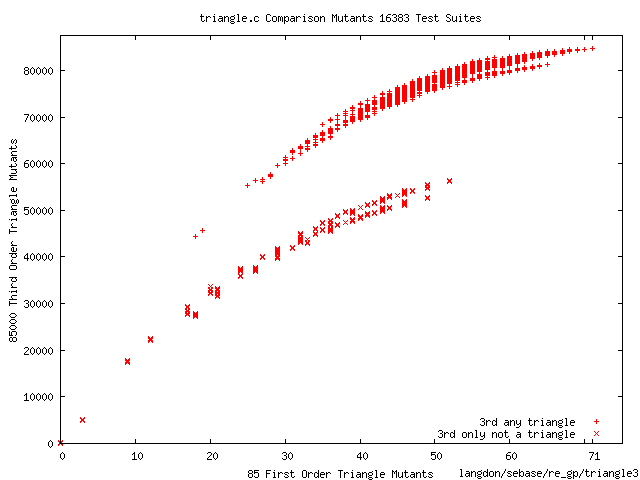 triangle.c Comparison Mutants 16383 Test Suites
85000 Third Order Triangle Mutants
80000
70000
60000
50000
40000
30000
20000
10000
0
3rd any triangle
3rd only not a triangle
0 10 20 30 40 50 60 71
85 First Order Triangle Mutants langdon/sebase/re_gp/triangle3